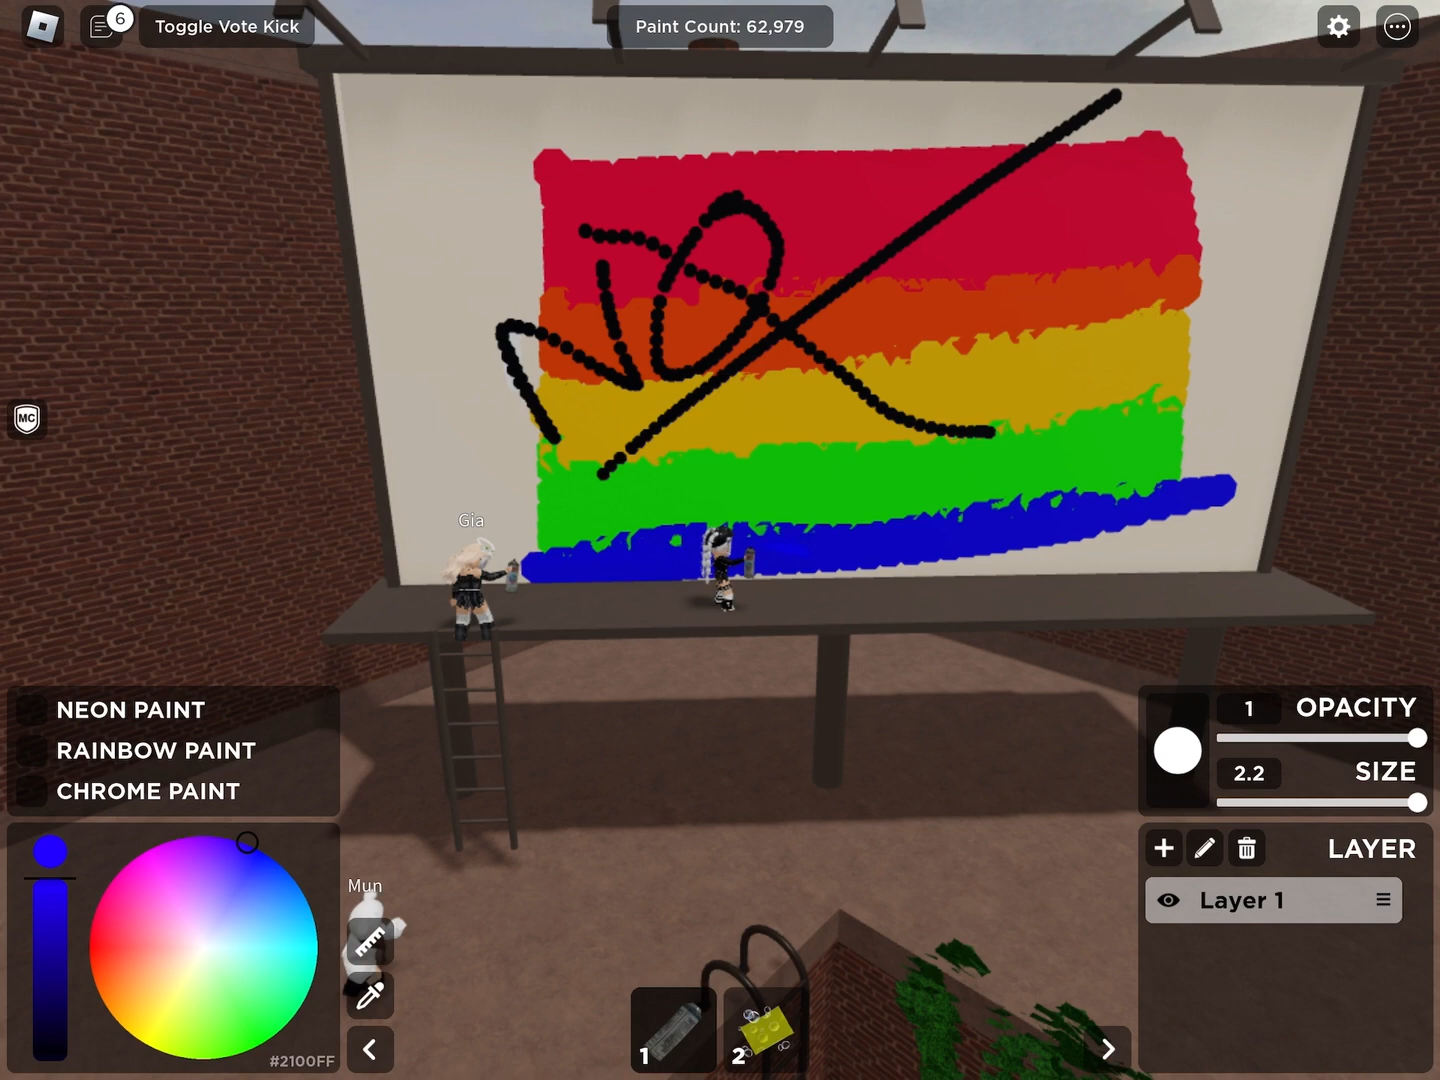 6
Toggle Vote Kick
Paint Count: 62,979
MC
Gia
NEON PAINT
RAINBOW PAINT
CHROME PAINT
#2100FF
Mun
1
2
1 OPACITY
2.2 SIZE
LAYER
Layer 1